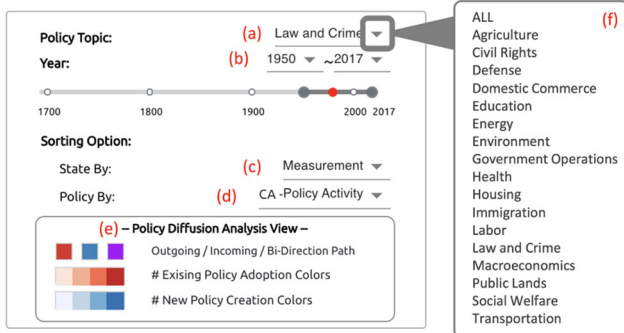 Policy Topic:
(a) Law and Crime
Year:
(b) 1950 ~2017
1700 1800 1900 2000 2017
Sorting Option:
State By:
(c) Measurement
Policy By:
(d) CA -Policy Activity
(e) – Policy Diffusion Analysis View –
Outgoing / Incoming / Bi-Direction Path
# Exising Policy Adoption Colors
# New Policy Creation Colors
(f)
ALL
Agriculture
Civil Rights
Defense
Domestic Commerce
Education
Energy
Environment
Government Operations
Health
Housing
Immigration
Labor
Law and Crime
Macroeconomics
Public Lands
Social Welfare
Transportation